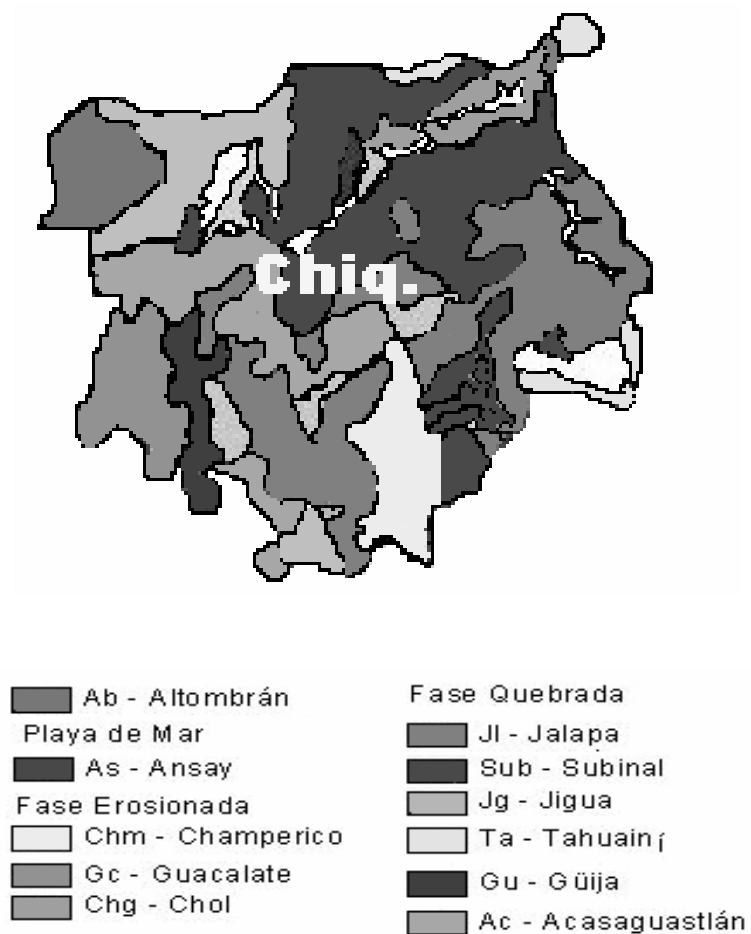 Chiq.
Ab - Altombrán
Playa de Mar
As - Ansay
Fase Erosionada
Chm - Champerico
Gc - Guacalate
Chg - Chol
Fase Quebrada
Jl - Jalapa
Sub - Subinal
Jg - Jigua
Ta - Tahuain¡
Gu - Güija
Ac - Acasaguastlán